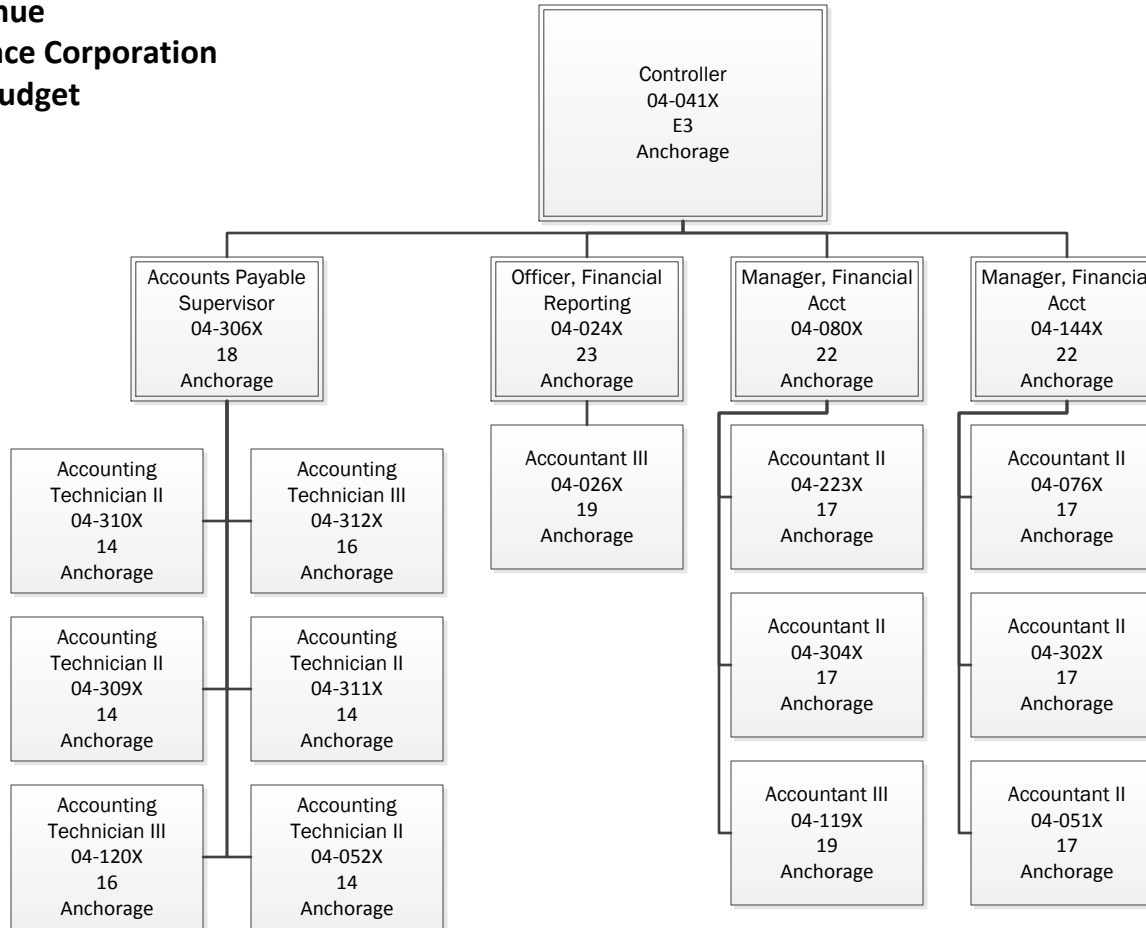 nue
nce Corporation
udget
Controller
04-041X
E3
Anchorage
Accounts Payable
Supervisor
04-306X
18
Anchorage
Officer, Financial
Reporting
04-024X
23
Anchorage
Manager, Financial
Acct
04-080X
22
Anchorage
Manager, Financia
Acct
04-144X
22
Anchorage
Accounting
Technician II
04-310X
14
Anchorage
Accounting
Technician III
04-312X
16
Anchorage
Accountant III
04-026X
19
Anchorage
Accountant II
04-223X
17
Anchorage
Accountant II
04-076X
17
Anchorage
Accounting
Technician II
04-309X
14
Anchorage
Accounting
Technician II
04-311X
14
Anchorage
Accountant II
04-304X
17
Anchorage
Accountant II
04-302X
17
Anchorage
Accounting
Technician III
04-120X
16
Anchorage
Accounting
Technician II
04-052X
14
Anchorage
Accountant III
04-119X
19
Anchorage
Accountant II
04-051X
17
Anchorage